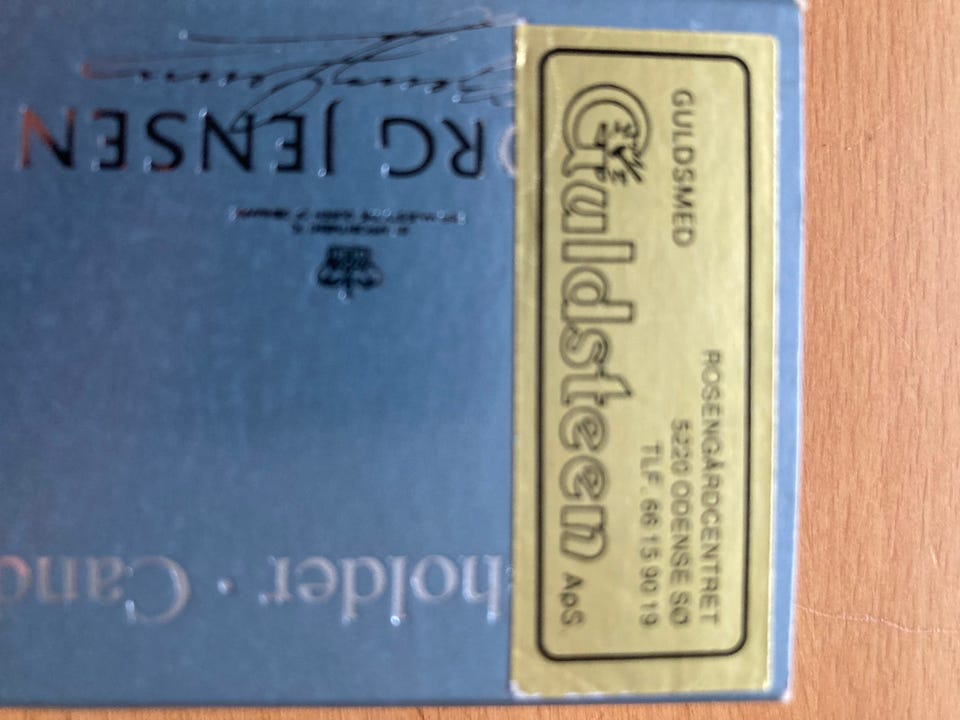 GULDSMED
Guldsteen ApS
ROSENGÅRDCENTRET
5220 ODENSE SØ
TLF. 66 15 90 19
RG JENSEN
holder · Cand